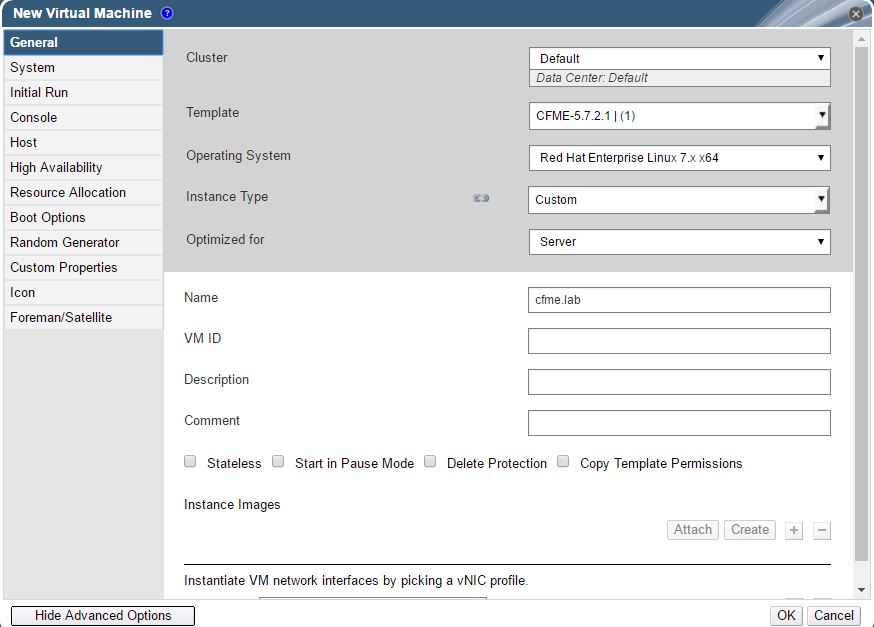 New Virtual Machine ?
General
System
Initial Run
Console
Host
High Availability
Resource Allocation
Boot Options
Random Generator
Custom Properties
Icon
Foreman/Satellite
Cluster
Default
Data Center: Default
Template
CFME-5.7.2.1 | (1)
Operating System
Red Hat Enterprise Linux 7.x x64
Instance Type
Custom
Optimized for
Server
Name
cfme.lab
VM ID
Description
Comment
Stateless Start in Pause Mode Delete Protection Copy Template Permissions
Instance Images
Attach Create + −
Instantiate VM network interfaces by picking a vNIC profile.
Hide Advanced Options OK Cancel